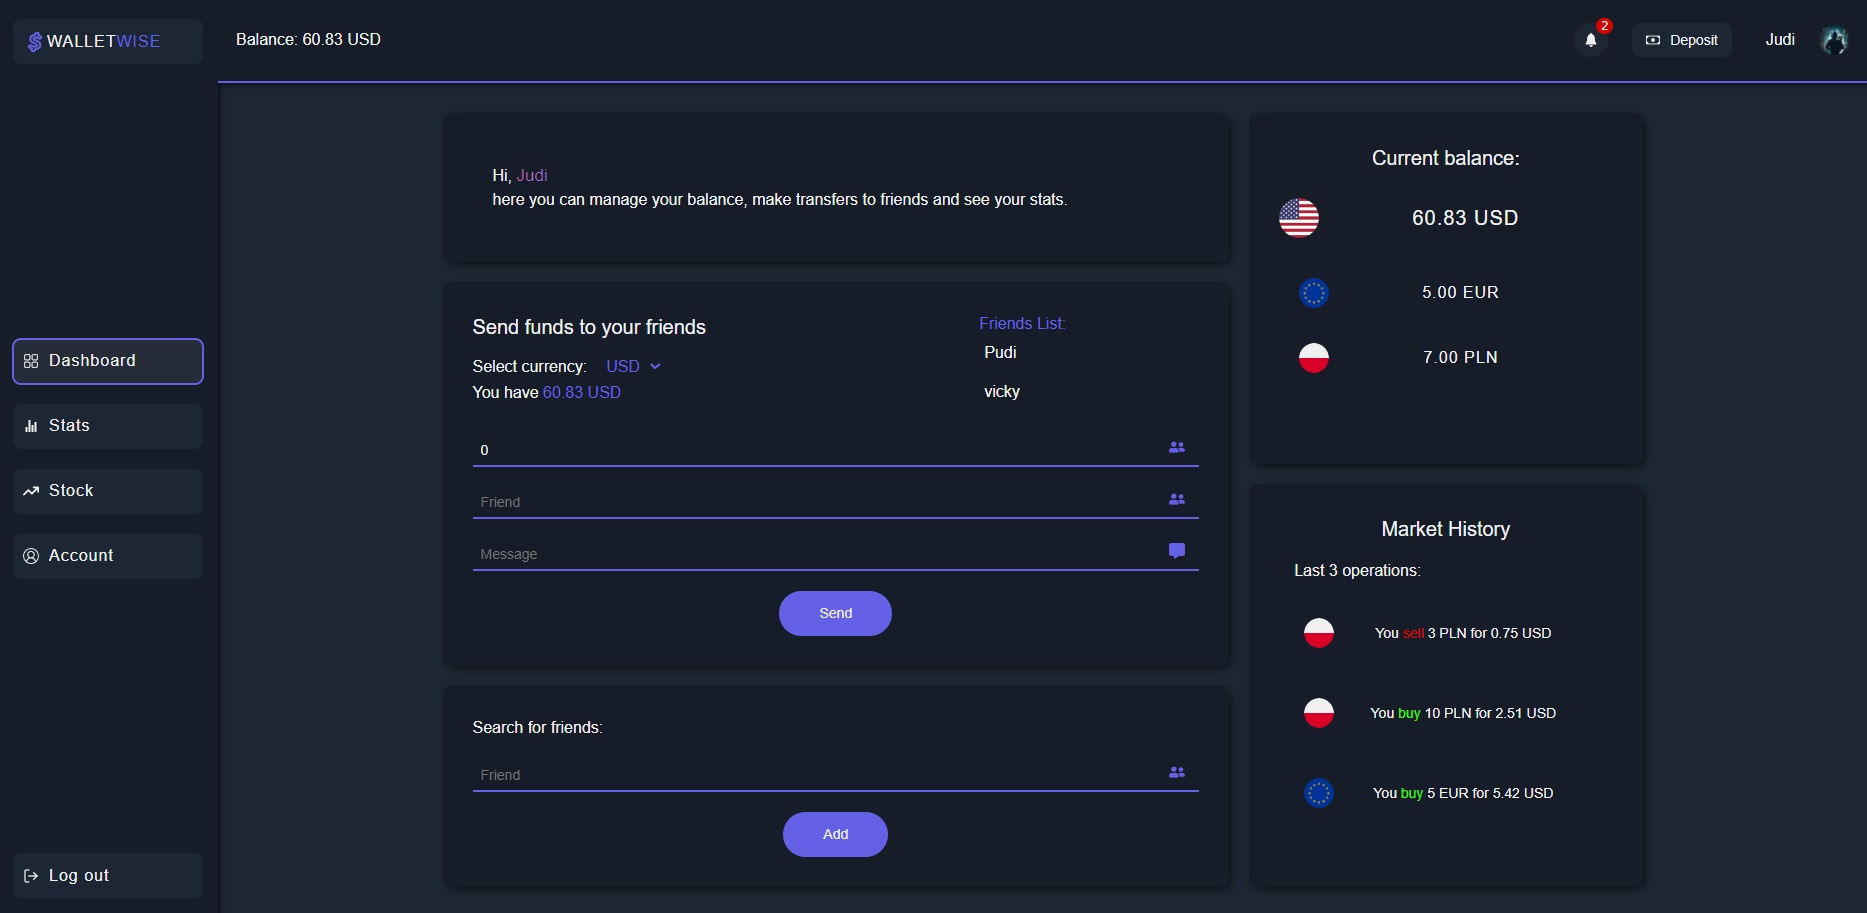 WALLETWISE
Balance: 60.83 USD
2
Deposit
Judi
Dashboard
Stats
Stock
Account
Log out
Hi, Judi
here you can manage your balance, make transfers to friends and see your stats.
Send funds to your friends
Select currency: USD
You have 60.83 USD
Friends List:
Pudi
vicky
0
Friend
Message
Send
Search for friends:
Friend
Add
Current balance:
60.83 USD
5.00 EUR
7.00 PLN
Market History
Last 3 operations:
You sell 3 PLN for 0.75 USD
You buy 10 PLN for 2.51 USD
You buy 5 EUR for 5.42 USD